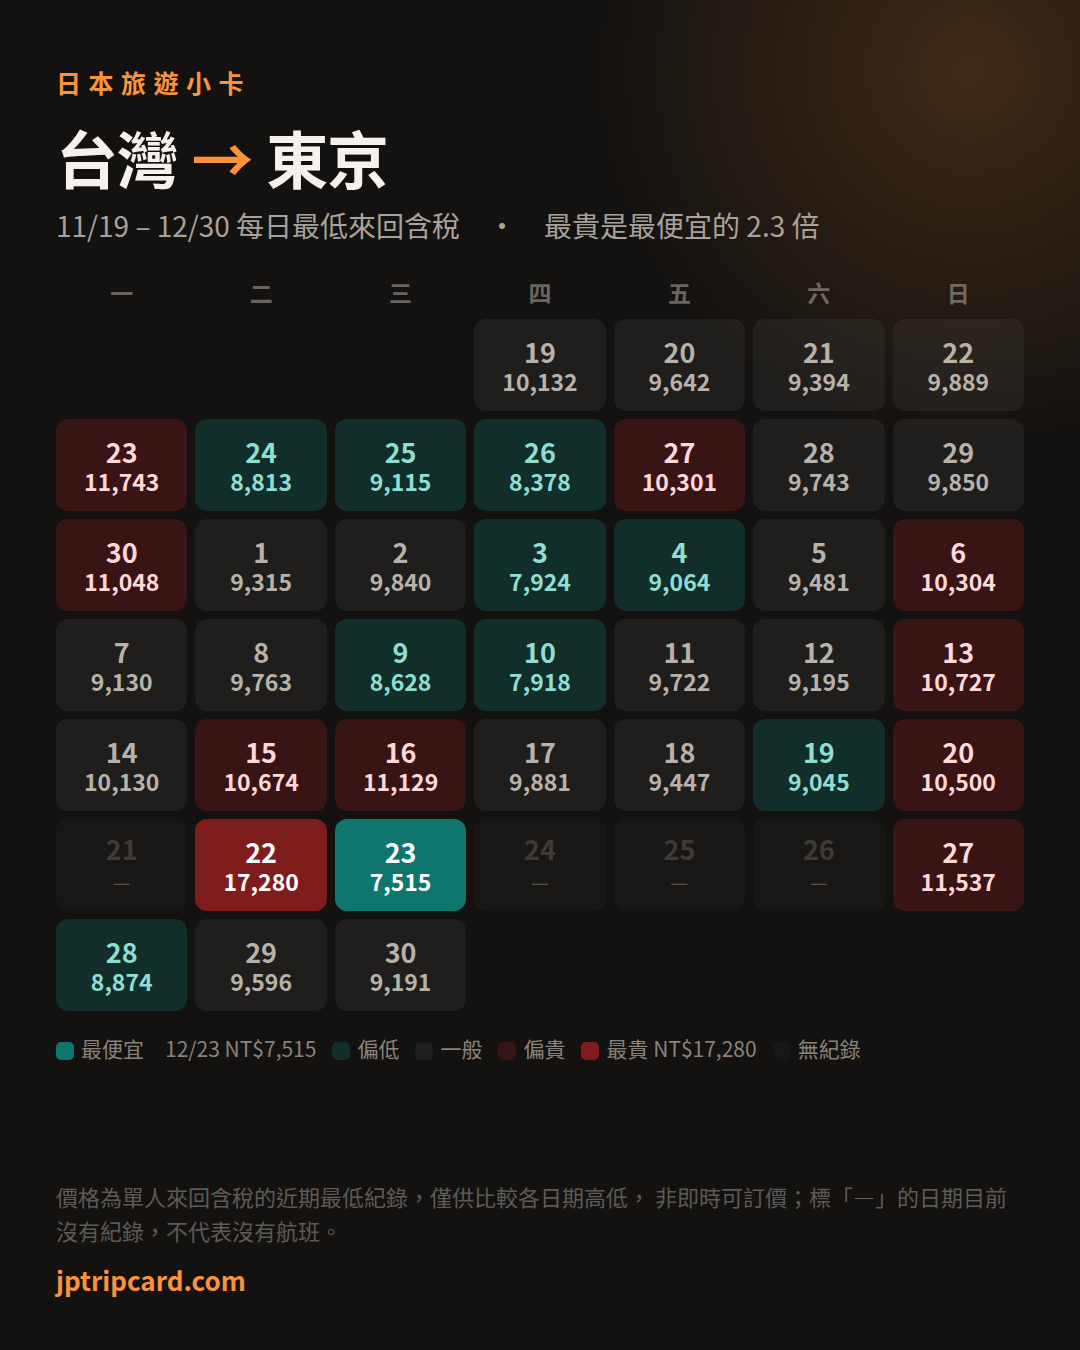 日本旅遊小卡
台灣 → 東京
11/19 – 12/30 每日最低來回含稅 · 最貴是最便宜的 2.3 倍
一 二 三 四 五 六 日
19 20 21 22
10,132 9,642 9,394 9,889
23 24 25 26 27 28 29
11,743 8,813 9,115 8,378 10,301 9,743 9,850
30 1 2 3 4 5 6
11,048 9,315 9,840 7,924 9,064 9,481 10,304
7 8 9 10 11 12 13
9,130 9,763 8,628 7,918 9,722 9,195 10,727
14 15 16 17 18 19 20
10,130 10,674 11,129 9,881 9,447 9,045 10,500
21 22 23 24 25 26 27
— 17,280 7,515 — — — 11,537
28 29 30
8,874 9,596 9,191
最便宜 12/23 NT$7,515 偏低 一般 偏貴 最貴 NT$17,280 無紀錄
價格為單人來回含稅的近期最低紀錄，僅供比較各日期高低， 非即時可訂價；標「—」的日期目前
沒有紀錄，不代表沒有航班。
jptripcard.com